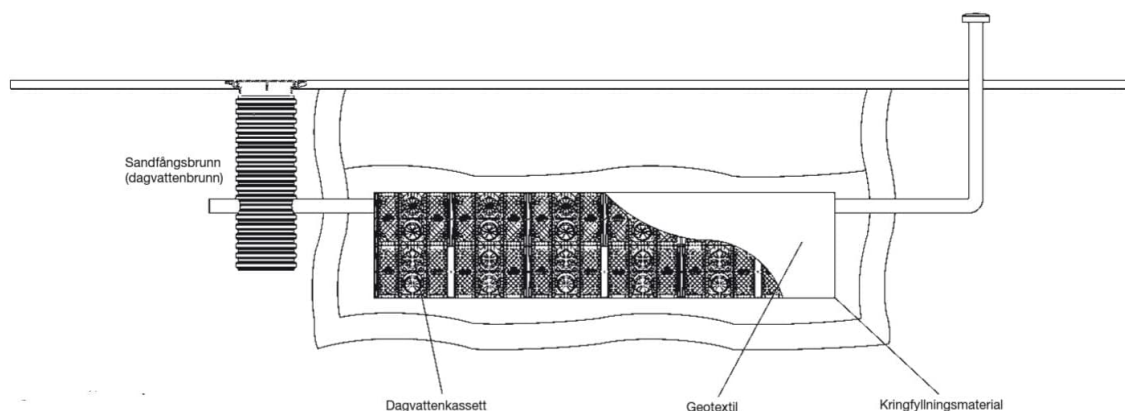 Sandfångsbrunn
(dagvattenbrunn)
Dagvattenkassett
Geotextil
Kringfyllningsmaterial